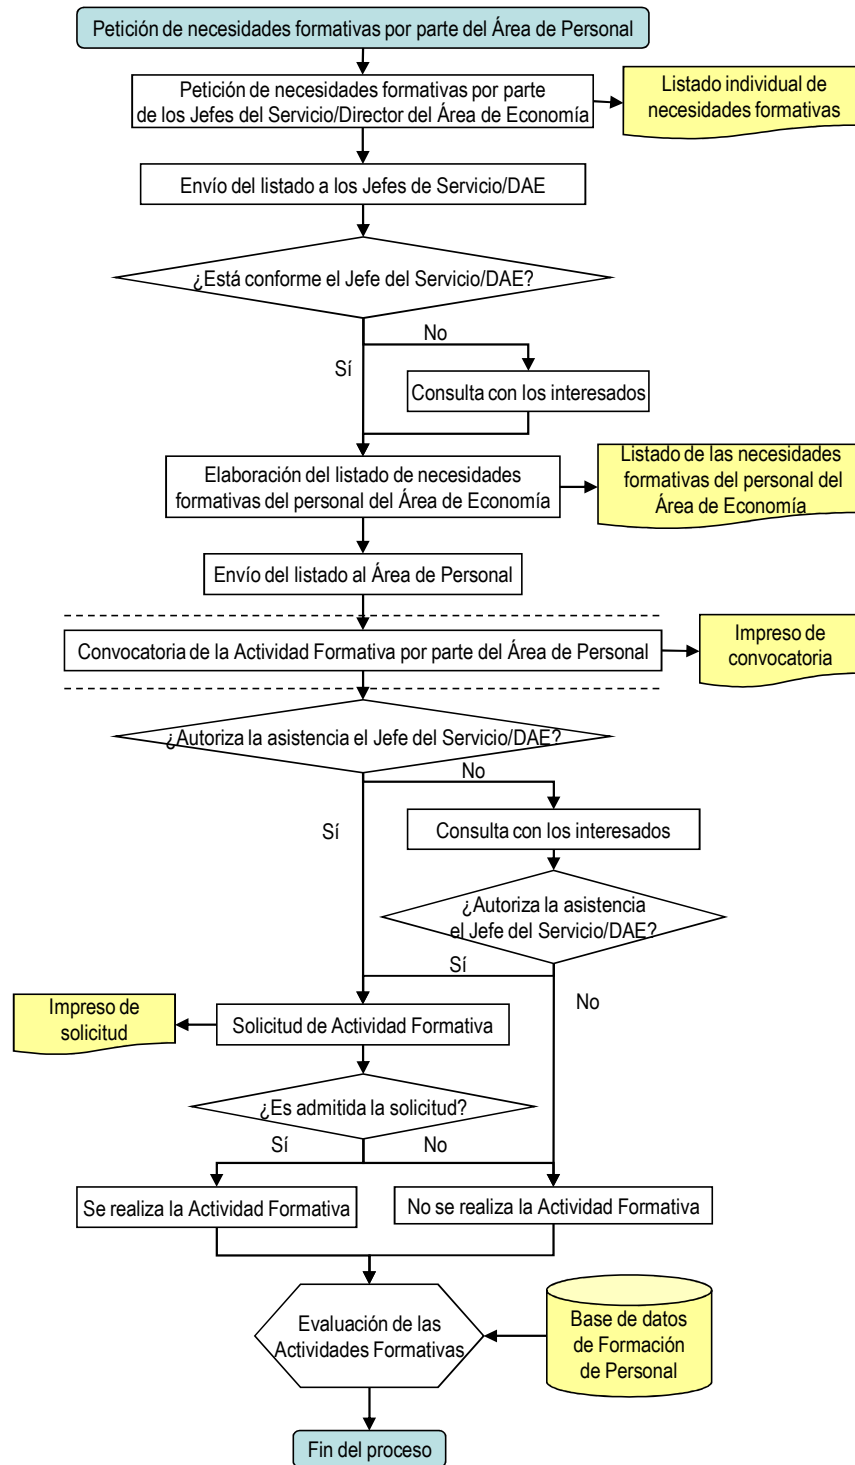 Petición de necesidades formativas por parte del Área de Personal
Petición de necesidades formativas por parte
de los Jefes del Servicio/Director del Área de Economía
Listado individual de
necesidades formativas
Envío del listado a los Jefes de Servicio/DAE
¿Está conforme el Jefe del Servicio/DAE?
No
Sí
Consulta con los interesados
Elaboración del listado de necesidades
formativas del personal del Área de Economía
Listado de las necesidades
formativas del personal del
Área de Economía
Envío del listado al Área de Personal
Convocatoria de la Actividad Formativa por parte del Área de Personal
Impreso de
convocatoria
¿Autoriza la asistencia el Jefe del Servicio/DAE?
No
Sí
Consulta con los interesados
¿Autoriza la asistencia
el Jefe del Servicio/DAE?
Sí
No
Impreso de
solicitud
Solicitud de Actividad Formativa
¿Es admitida la solicitud?
Sí
No
Se realiza la Actividad Formativa
No se realiza la Actividad Formativa
Evaluación de las
Actividades Formativas
Base de datos
de Formación
de Personal
Fin del proceso